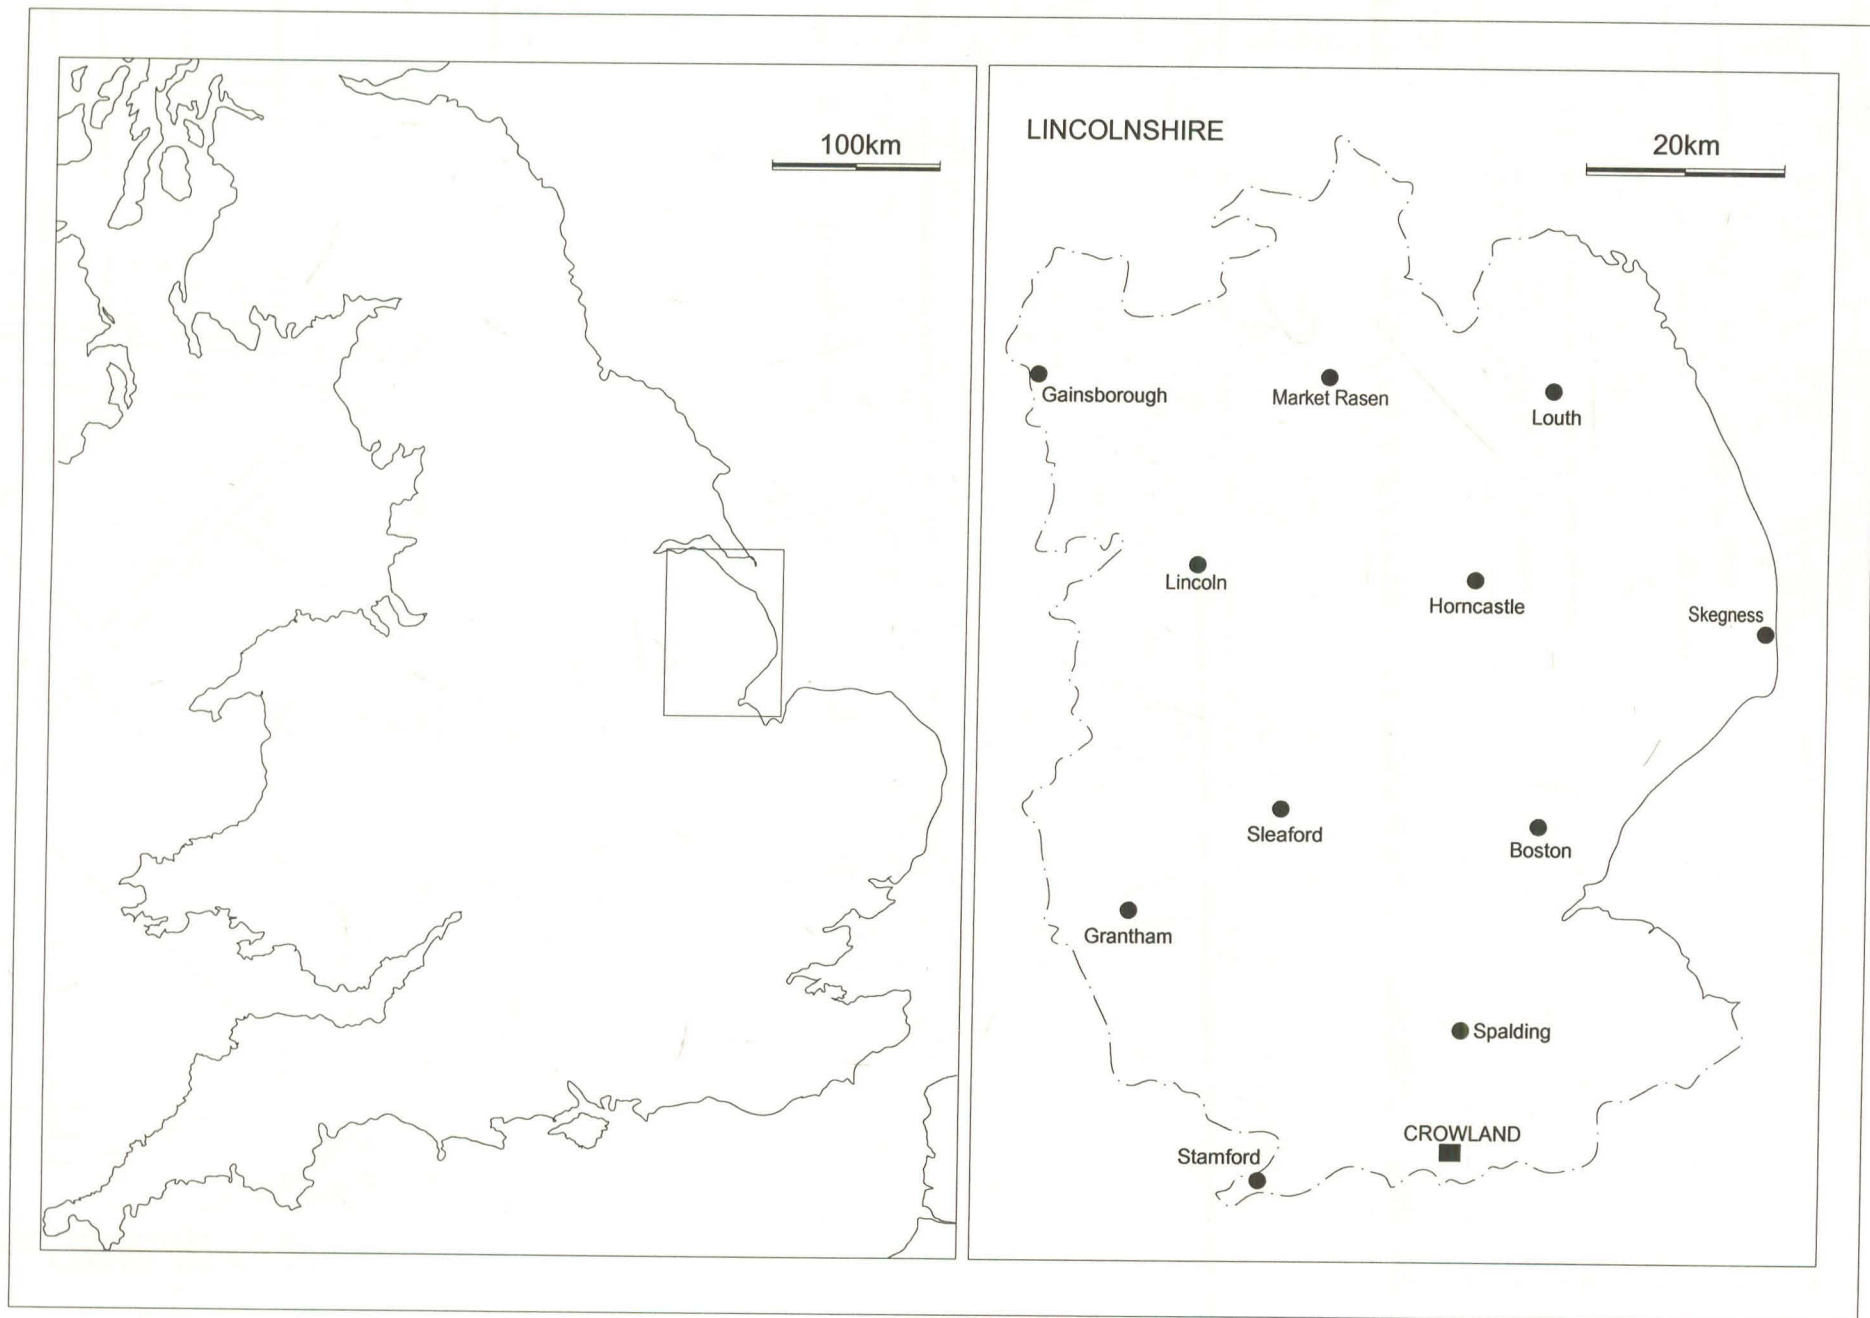 100km
LINCOLNSHIRE
20km
Gainsborough
Market Rasen
Louth
Lincoln
Horncastle
Skegness
Sleaford
Boston
Grantham
Spalding
CROWLAND
Stamford